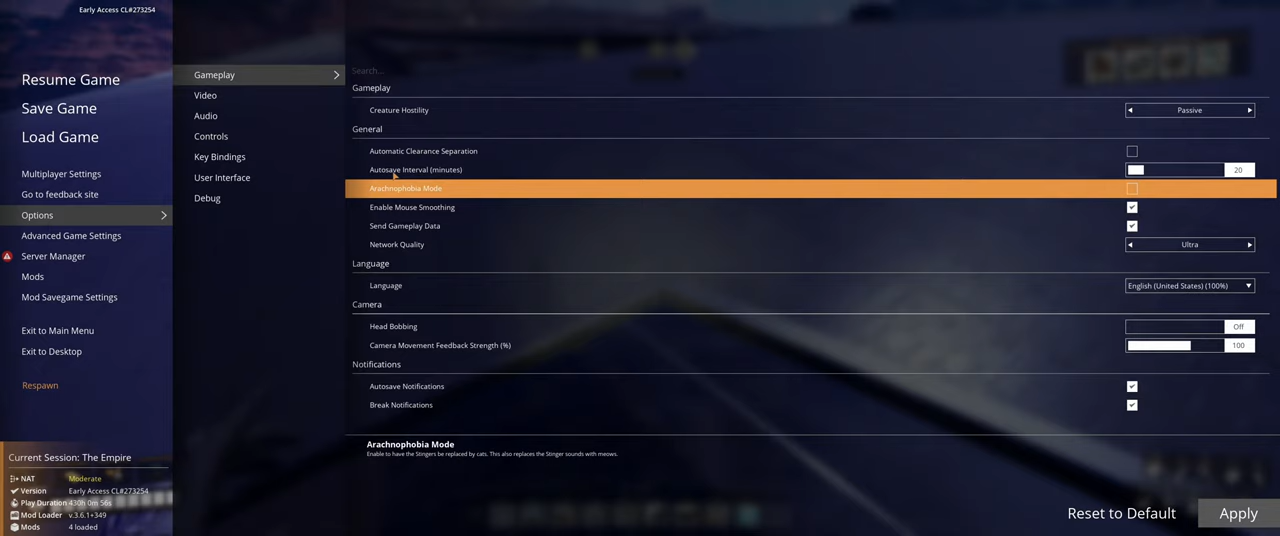 Early Access CL#273254
Resume Game
Save Game
Load Game
Multiplayer Settings
Go to feedback site
Options
Advanced Game Settings
Server Manager
Mods
Mod Savegame Settings
Exit to Main Menu
Exit to Desktop
Respawn
Current Session: The Empire
NAT Moderate
Version Early Access CL#273254
Play Duration 430h 0m 56s
Mod Loader v.3.6.1+349
Mods 4 loaded
Gameplay
Video
Audio
Controls
Key Bindings
User Interface
Debug
Search...
Gameplay
Creature Hostility Passive
General
Automatic Clearance Separation
Autosave Interval (minutes) 20
Arachnophobia Mode
Enable Mouse Smoothing
Send Gameplay Data
Network Quality Ultra
Language
Language English (United States) (100%)
Camera
Head Bobbing Off
Camera Movement Feedback Strength (%) 100
Notifications
Autosave Notifications
Break Notifications
Arachnophobia Mode
Enable to have the Stingers be replaced by cats. This also replaces the Stinger sounds with meows.
Reset to Default
Apply